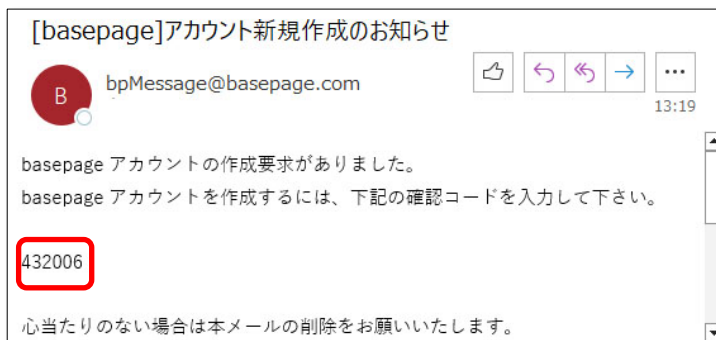 [basepage]アカウント新規作成のお知らせ
B
bpMessage@basepage.com
13:19
basepage アカウントの作成要求がありました。
basepage アカウントを作成するには、下記の確認コードを入力して下さい。
432006
心当たりのない場合は本メールの削除をお願いいたします。